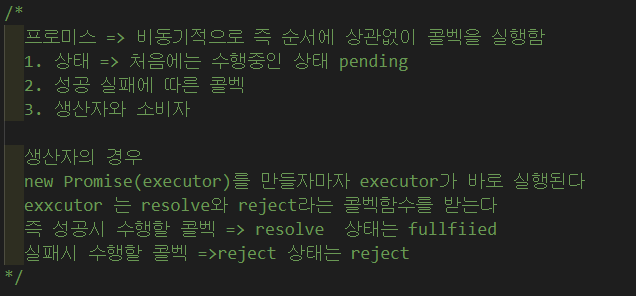 /*
프로미스 => 비동기적으로 즉 순서에 상관없이 콜벡을 실행함
1. 상태 => 처음에는 수행중인 상태 pending
2. 성공 실패에 따른 콜벡
3. 생산자와 소비자
생산자의 경우
new Promise(executor)를 만들자마자 executor가 바로 실행된다
exxcutor 는 resolve와 reject라는 콜벡함수를 받는다
즉 성공시 수행할 콜벡 => resolve  상태는 fullfiied
실패시 수행할 콜벡 =>reject 상태는 reject
*/